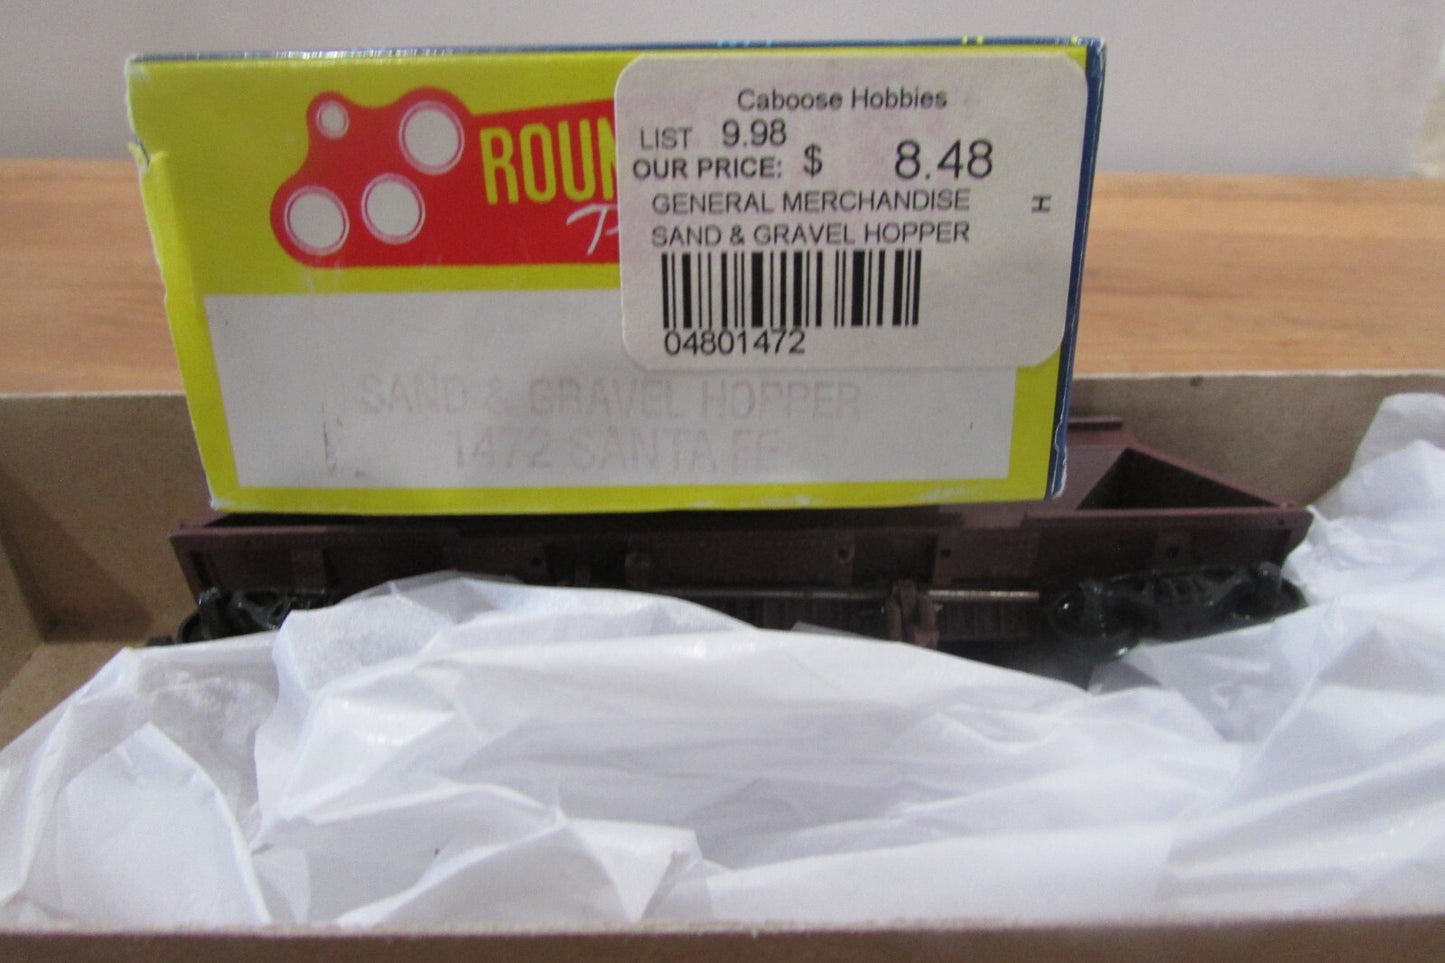 ROUN
Caboose Hobbies
LIST 9.98
OUR PRICE: $ 8.48
GENERAL MERCHANDISE H
SAND & GRAVEL HOPPER
04801472
SAND & GRAVEL HOPPER
1472 SANTA FE